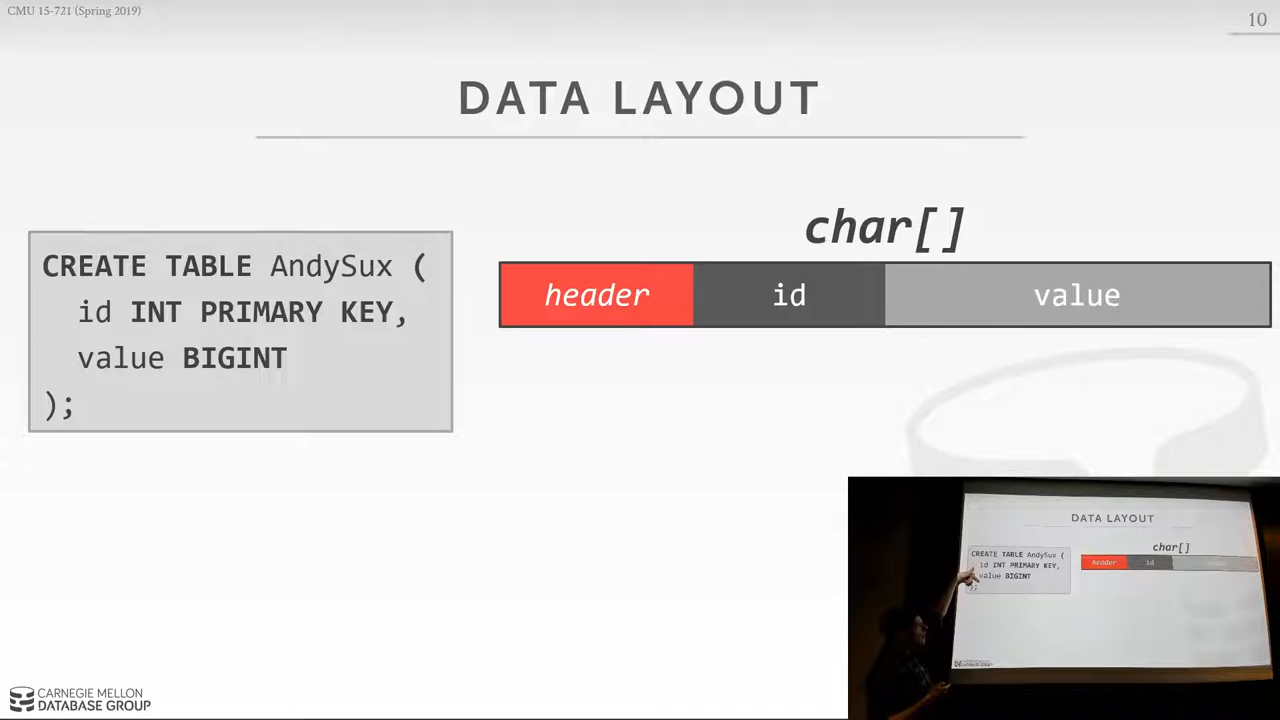 CMU 15-721 (Spring 2019)
10
DATA LAYOUT
CREATE TABLE AndySux (
id INT PRIMARY KEY,
value BIGINT
);
char[]
header id value
DATA LAYOUT
CREATE TABLE AndySux (
id INT PRIMARY KEY,
value BIGINT
);
char[]
header id
CARNEGIE MELLON
DATABASE GROUP